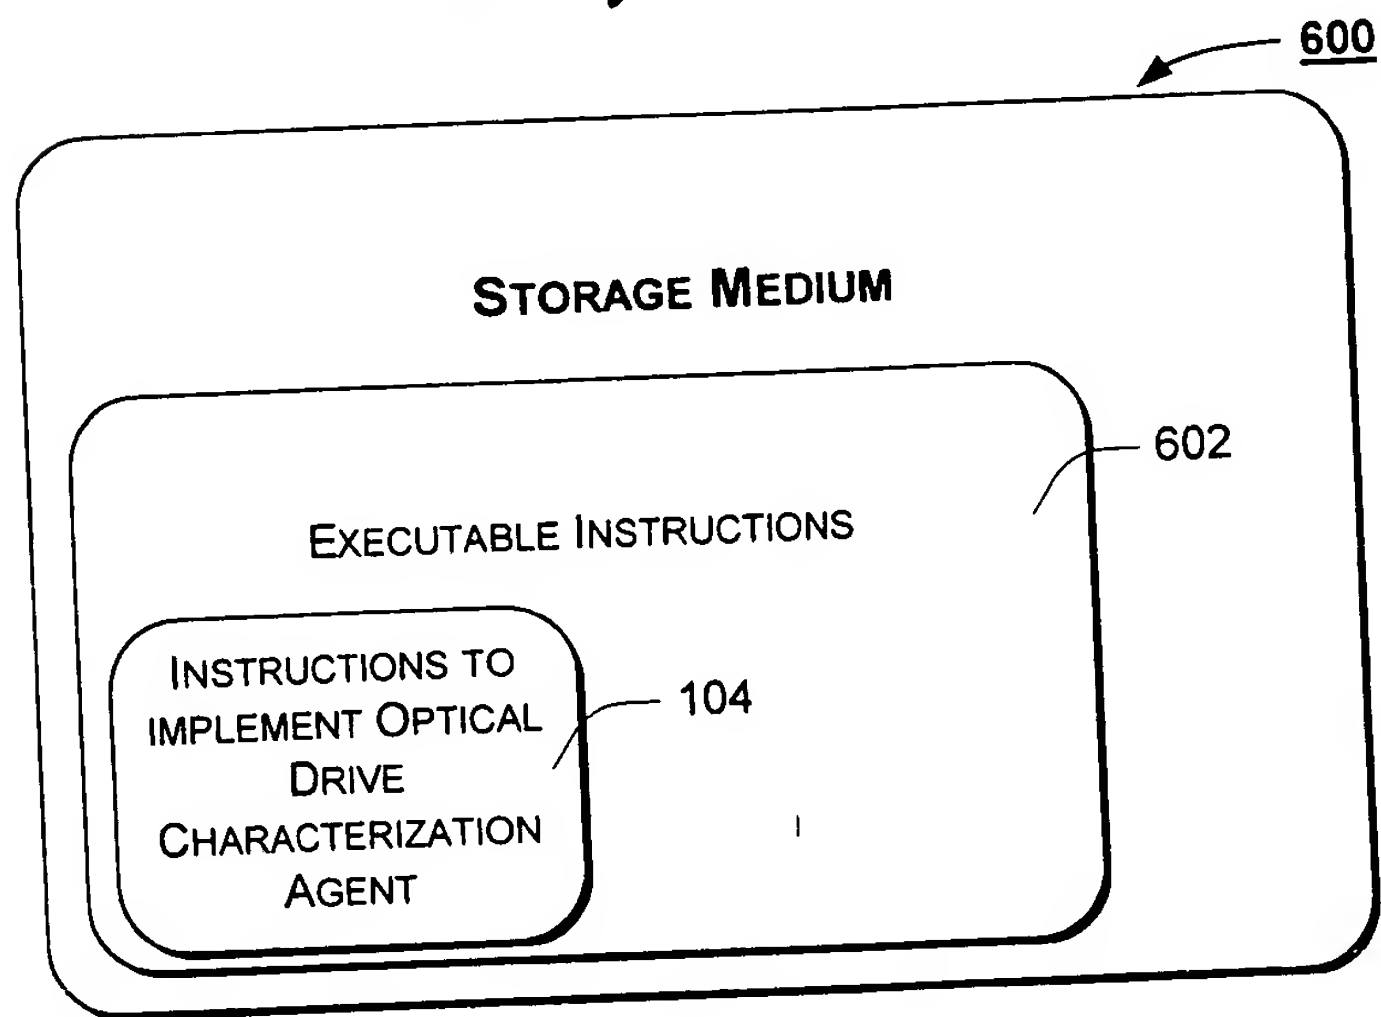 600
STORAGE MEDIUM
602
EXECUTABLE INSTRUCTIONS
INSTRUCTIONS TO
IMPLEMENT OPTICAL
DRIVE
CHARACTERIZATION
AGENT
104